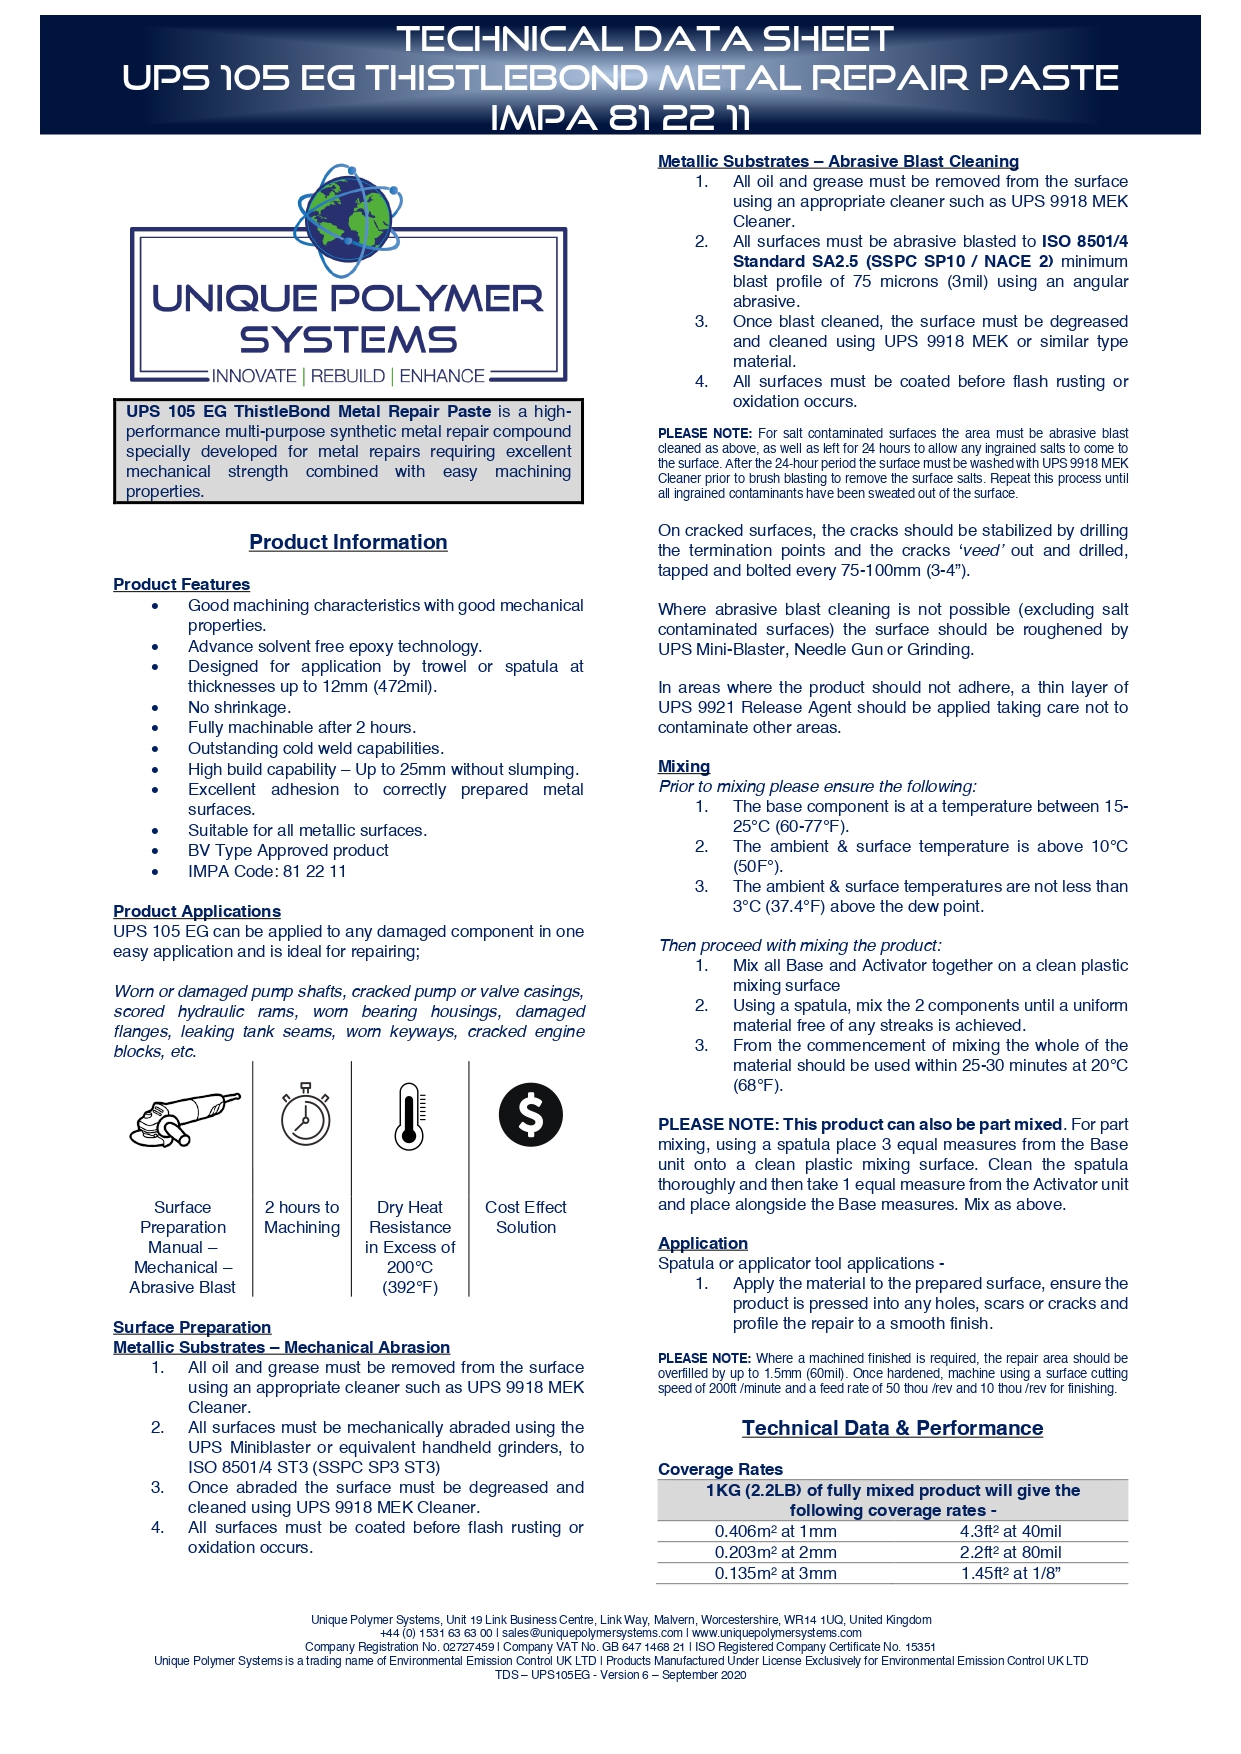 TECHNICAL DATA SHEET
UPS 105 EG THISTLEBOND METAL REPAIR PASTE
IMPA 81 22 11
UNIQUE POLYMER
SYSTEMS
INNOVATE | REBUILD | ENHANCE
UPS 105 EG ThistleBond Metal Repair Paste is a high-
performance multi-purpose synthetic metal repair compound
specially developed for metal repairs requiring excellent
mechanical strength combined with easy machining
properties.
Product Information
Product Features
• Good machining characteristics with good mechanical
properties.
• Advance solvent free epoxy technology.
• Designed for application by trowel or spatula at
thicknesses up to 12mm (472mil).
• No shrinkage.
• Fully machinable after 2 hours.
• Outstanding cold weld capabilities.
• High build capability – Up to 25mm without slumping.
• Excellent adhesion to correctly prepared metal
surfaces.
• Suitable for all metallic surfaces.
• BV Type Approved product
• IMPA Code: 81 22 11
Product Applications
UPS 105 EG can be applied to any damaged component in one
easy application and is ideal for repairing;
Worn or damaged pump shafts, cracked pump or valve casings,
scored hydraulic rams, worn bearing housings, damaged
flanges, leaking tank seams, worn keyways, cracked engine
blocks, etc.
$
Surface
Preparation
Manual –
Mechanical –
Abrasive Blast
2 hours to
Machining
Dry Heat
Resistance
in Excess of
200°C
(392°F)
Cost Effect
Solution
Surface Preparation
Metallic Substrates – Mechanical Abrasion
1. All oil and grease must be removed from the surface
using an appropriate cleaner such as UPS 9918 MEK
Cleaner.
2. All surfaces must be mechanically abraded using the
UPS Miniblaster or equivalent handheld grinders, to
ISO 8501/4 ST3 (SSPC SP3 ST3)
3. Once abraded the surface must be degreased and
cleaned using UPS 9918 MEK Cleaner.
4. All surfaces must be coated before flash rusting or
oxidation occurs.
Metallic Substrates – Abrasive Blast Cleaning
1. All oil and grease must be removed from the surface
using an appropriate cleaner such as UPS 9918 MEK
Cleaner.
2. All surfaces must be abrasive blasted to ISO 8501/4
Standard SA2.5 (SSPC SP10 / NACE 2) minimum
blast profile of 75 microns (3mil) using an angular
abrasive.
3. Once blast cleaned, the surface must be degreased
and cleaned using UPS 9918 MEK or similar type
material.
4. All surfaces must be coated before flash rusting or
oxidation occurs.
PLEASE NOTE: For salt contaminated surfaces the area must be abrasive blast
cleaned as above, as well as left for 24 hours to allow any ingrained salts to come to
the surface. After the 24-hour period the surface must be washed with UPS 9918 MEK
Cleaner prior to brush blasting to remove the surface salts. Repeat this process until
all ingrained contaminants have been sweated out of the surface.
On cracked surfaces, the cracks should be stabilized by drilling
the termination points and the cracks ‘veed’ out and drilled,
tapped and bolted every 75-100mm (3-4”).
Where abrasive blast cleaning is not possible (excluding salt
contaminated surfaces) the surface should be roughened by
UPS Mini-Blaster, Needle Gun or Grinding.
In areas where the product should not adhere, a thin layer of
UPS 9921 Release Agent should be applied taking care not to
contaminate other areas.
Mixing
Prior to mixing please ensure the following:
1. The base component is at a temperature between 15-
25°C (60-77°F).
2. The ambient & surface temperature is above 10°C
(50F°).
3. The ambient & surface temperatures are not less than
3°C (37.4°F) above the dew point.
Then proceed with mixing the product:
1. Mix all Base and Activator together on a clean plastic
mixing surface
2. Using a spatula, mix the 2 components until a uniform
material free of any streaks is achieved.
3. From the commencement of mixing the whole of the
material should be used within 25-30 minutes at 20°C
(68°F).
PLEASE NOTE: This product can also be part mixed. For part
mixing, using a spatula place 3 equal measures from the Base
unit onto a clean plastic mixing surface. Clean the spatula
thoroughly and then take 1 equal measure from the Activator unit
and place alongside the Base measures. Mix as above.
Application
Spatula or applicator tool applications -
1. Apply the material to the prepared surface, ensure the
product is pressed into any holes, scars or cracks and
profile the repair to a smooth finish.
PLEASE NOTE: Where a machined finished is required, the repair area should be
overfilled by up to 1.5mm (60mil). Once hardened, machine using a surface cutting
speed of 200ft /minute and a feed rate of 50 thou /rev and 10 thou /rev for finishing.
Technical Data & Performance
Coverage Rates
1KG (2.2LB) of fully mixed product will give the
following coverage rates -
0.406m² at 1mm 4.3ft² at 40mil
0.203m² at 2mm 2.2ft² at 80mil
0.135m² at 3mm 1.45ft² at 1/8”
Unique Polymer Systems, Unit 19 Link Business Centre, Link Way, Malvern, Worcestershire, WR14 1UQ, United Kingdom
+44 (0) 1531 63 63 00 | sales@uniquepolymersystems.com | www.uniquepolymersystems.com
Company Registration No. 02727459 | Company VAT No. GB 647 1468 21 | ISO Registered Company Certificate No. 15351
Unique Polymer Systems is a trading name of Environmental Emission Control UK LTD | Products Manufactured Under License Exclusively for Environmental Emission Control UK LTD
TDS – UPS105EG - Version 6 – September 2020